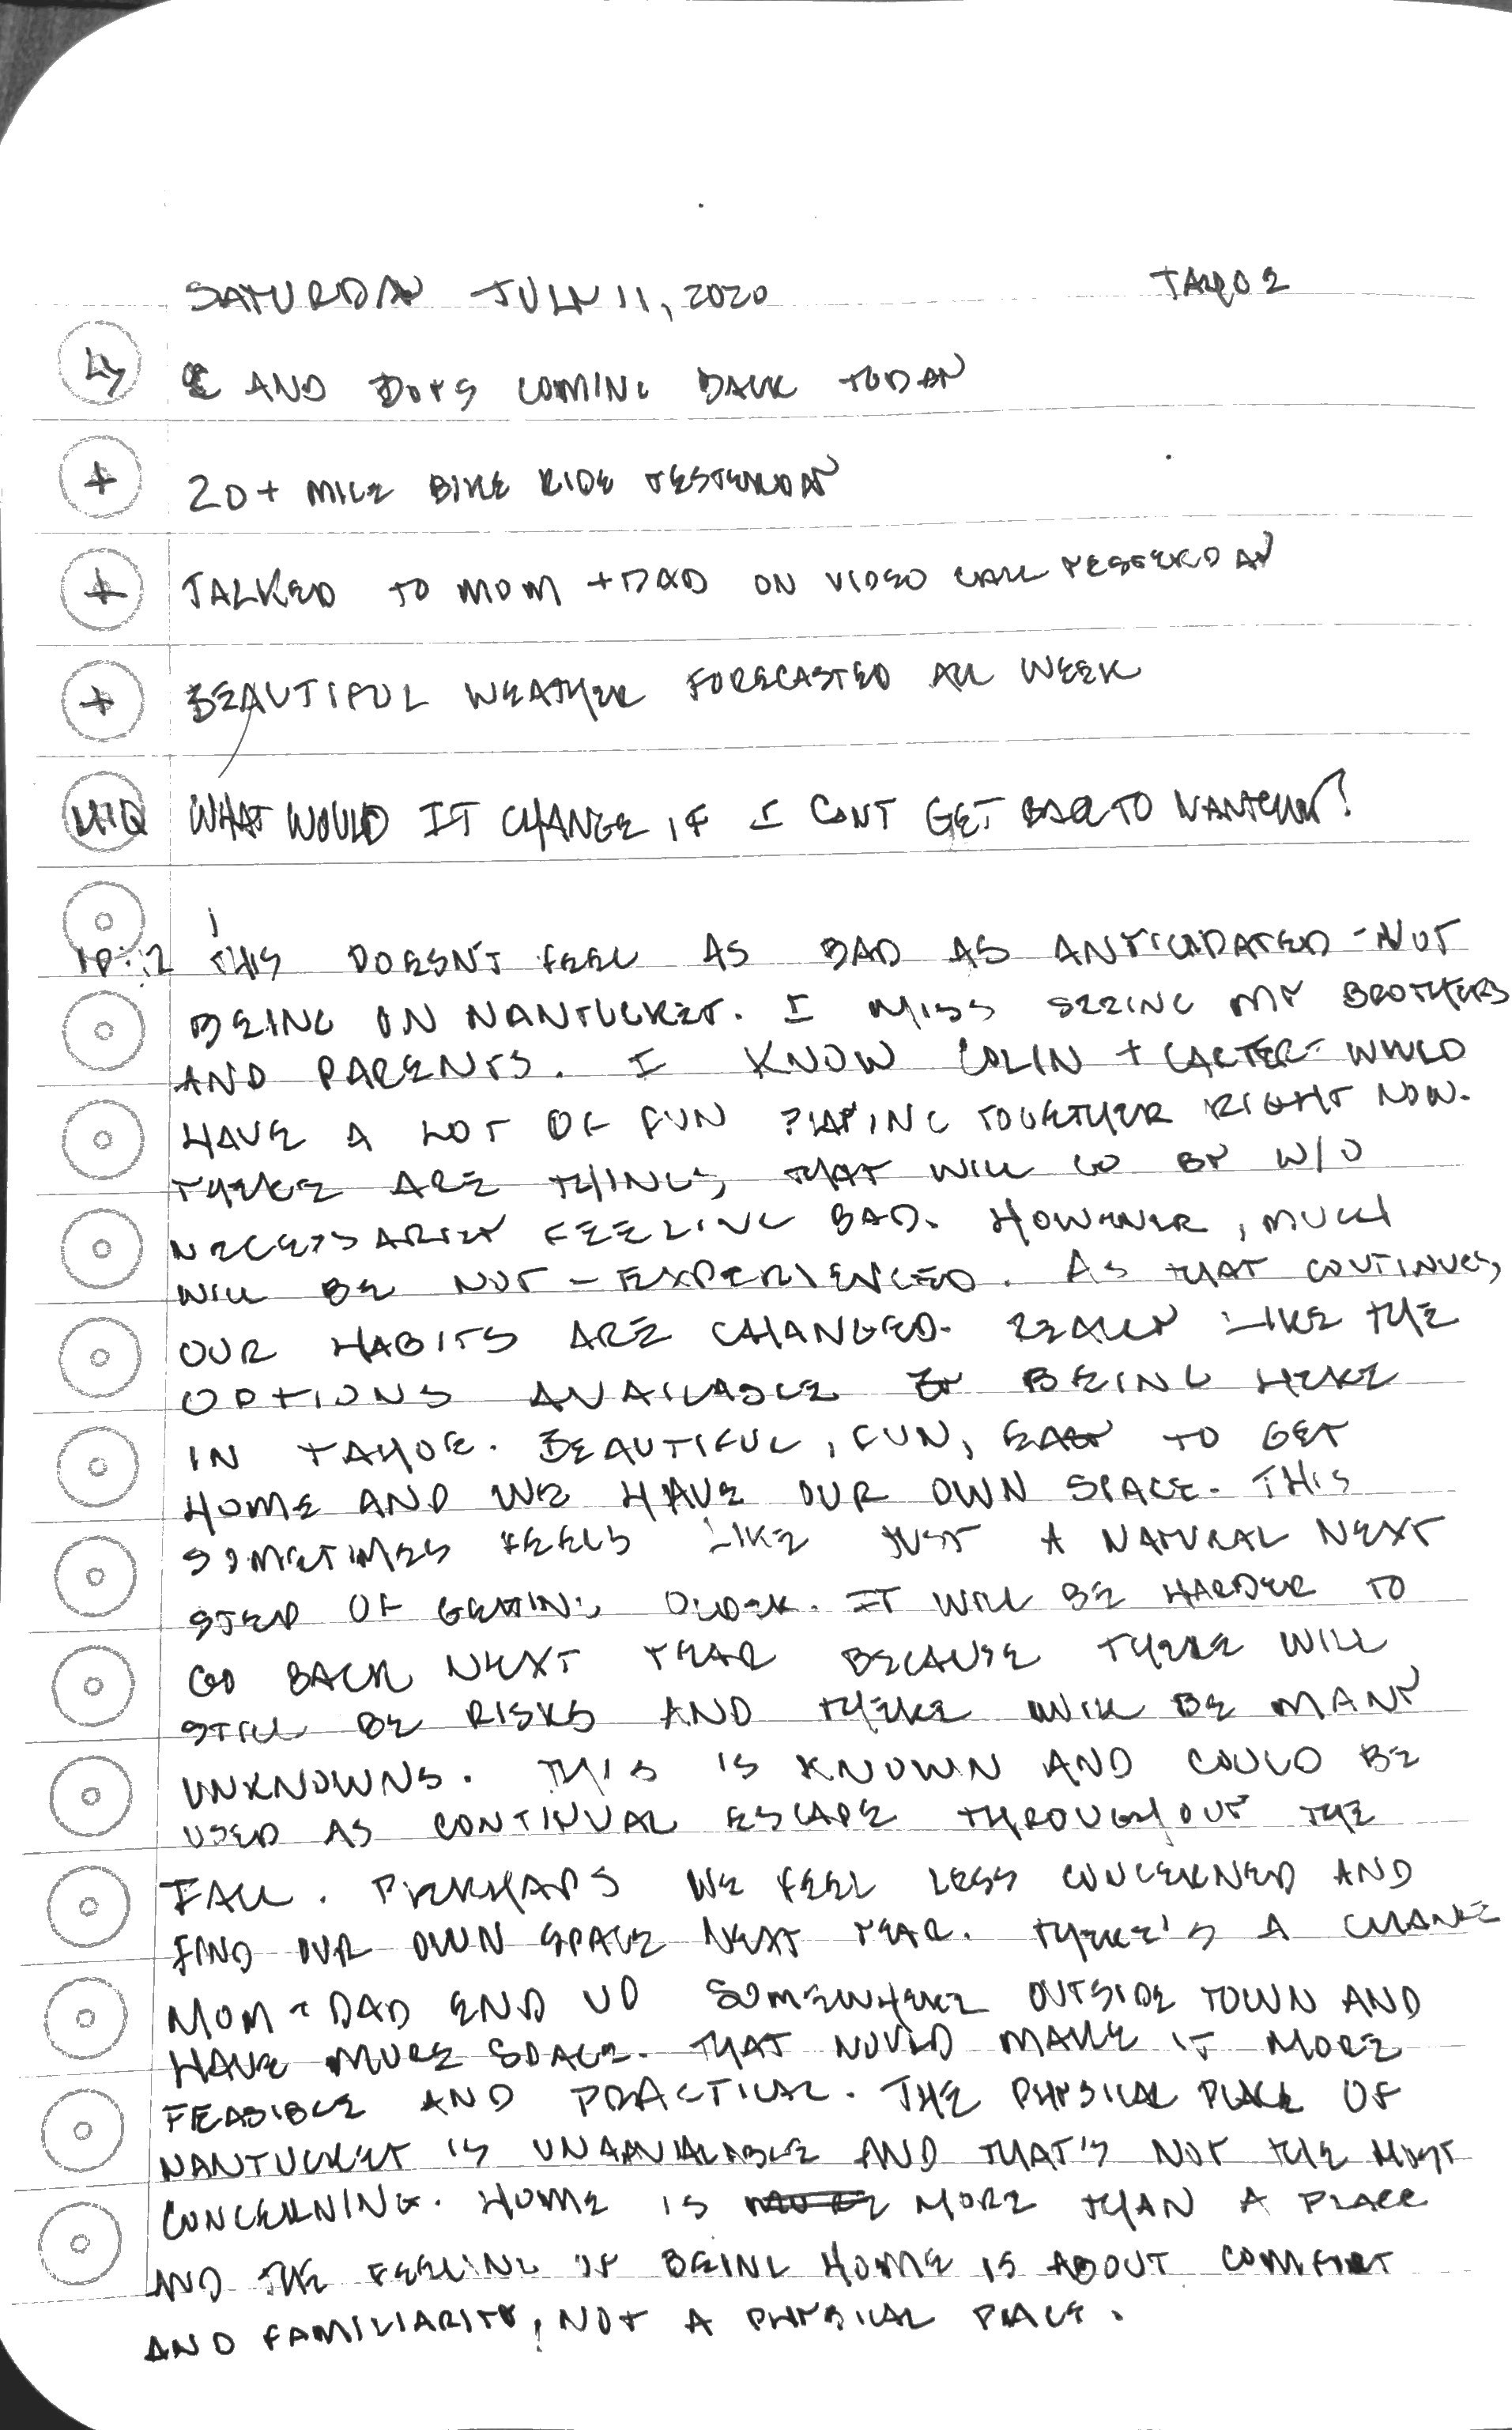 SATURDAY JULY 11, 2020 TAHOE
AND BOYS COMING BACK TODAY
+ 20+ MILE BIKE RIDE YESTERDAY
+ TALKED TO MOM + DAD ON VIDEO CALL YESTERDAY
+ BEAUTIFUL WEATHER FORECASTED ALL WEEK
WHAT WOULD IT CHANGE IF I CAN'T GET BACK TO NANTUCKET?
THIS DOESN'T FEEL AS BAD AS ANTICIPATED - NOT
BEING ON NANTUCKET. I MISS SEEING MY BROTHERS
AND PARENTS. I KNOW COLIN + CARTER WOULD
HAVE A LOT OF FUN PLAYING TOGETHER RIGHT NOW.
THERE ARE THINGS THAT WILL GO BY W/O
NECESSARILY FEELING BAD. HOWEVER, MUCH
WILL BE NOT-EXPERIENCED. AS THAT CONTINUES,
OUR HABITS ARE CHANGED. REALLY LIKE THE
OPTIONS AVAILABLE BEING HERE
IN TAHOE. BEAUTIFUL, FUN, EASY TO GET
HOME AND WE HAVE OUR OWN SPACE. THIS
SOMETIMES FEELS LIKE JUST A NATURAL NEXT
STEP OF GETTING OLDER. IT WILL BE HARDER TO
GO BACK NEXT YEAR BECAUSE THERE WILL
STILL BE RISKS AND THERE WILL BE MANY
UNKNOWNS. THIS IS KNOWN AND COULD BE
USED AS CONTINUAL ESCAPE THROUGHOUT THE
FALL. PERHAPS WE FEEL LESS CONCERNED AND
FIND OUR OWN SPACE NEXT YEAR. THERE'S A CHANCE
MOM + DAD END UP SOMEWHERE OUTSIDE TOWN AND
HAVE MORE SPACE. THAT WOULD MAKE IT MORE
FEASIBLE AND PRACTICAL. THE PHYSICAL PLACE OF
NANTUCKET IS UNAVAILABLE AND THAT'S NOT THE MOST
CONCERNING. HOME IS MORE THAN A PLACE
AND THE FEELING OF BEING HOME IS ABOUT COMFORT
AND FAMILIARITY, NOT A PHYSICAL PLACE.